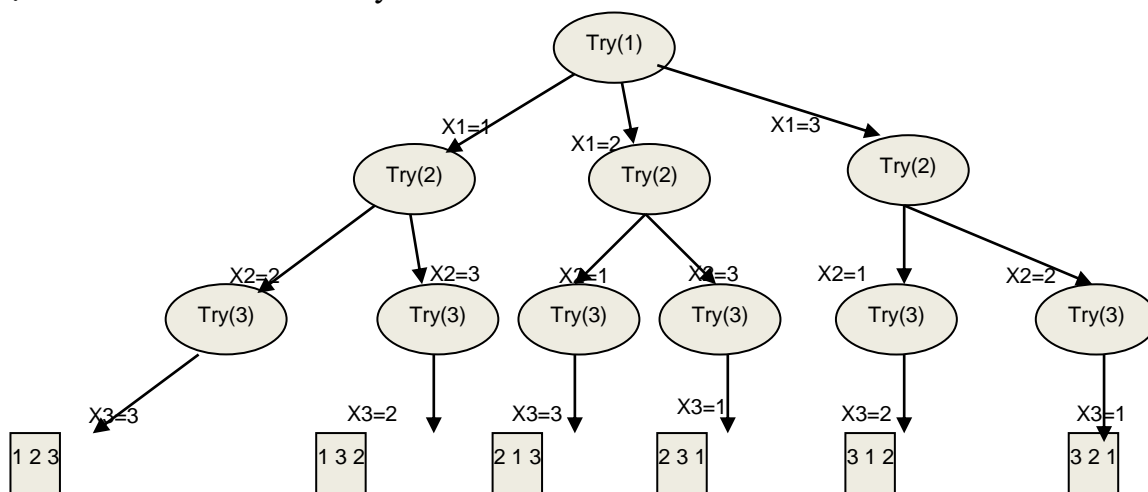 Try(1)
X1=1
X1=2
X1=3
Try(2)
Try(2)
Try(2)
X2=2
X2=3
X2=1
X2=3
X2=1
X2=2
Try(3)
Try(3)
Try(3)
Try(3)
Try(3)
Try(3)
X3=3
X3=2
X3=3
X3=1
X3=2
X3=1
1 2 3
1 3 2
2 1 3
2 3 1
3 1 2
3 2 1